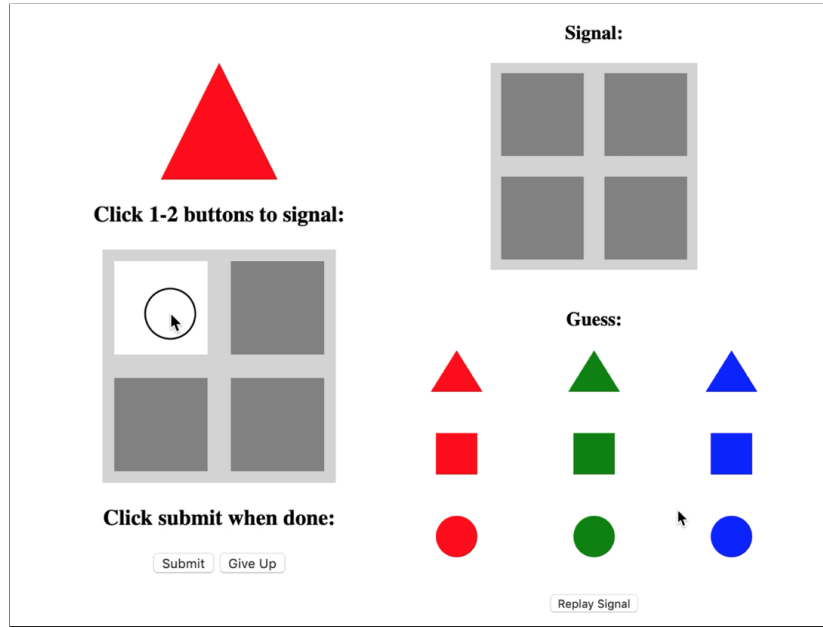 Click 1-2 buttons to signal:
Click submit when done:
Submit
Give Up
Signal:
Guess:
Replay Signal